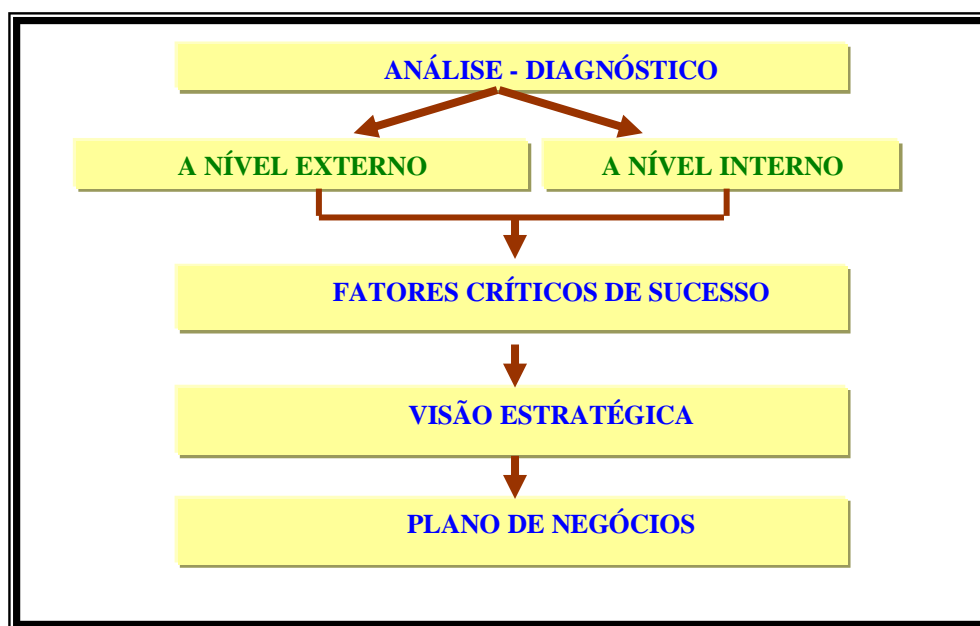 ANÁLISE - DIAGNÓSTICO
A NÍVEL EXTERNO
A NÍVEL INTERNO
FATORES CRÍTICOS DE SUCESSO
VISÃO ESTRATÉGICA
PLANO DE NEGÓCIOS